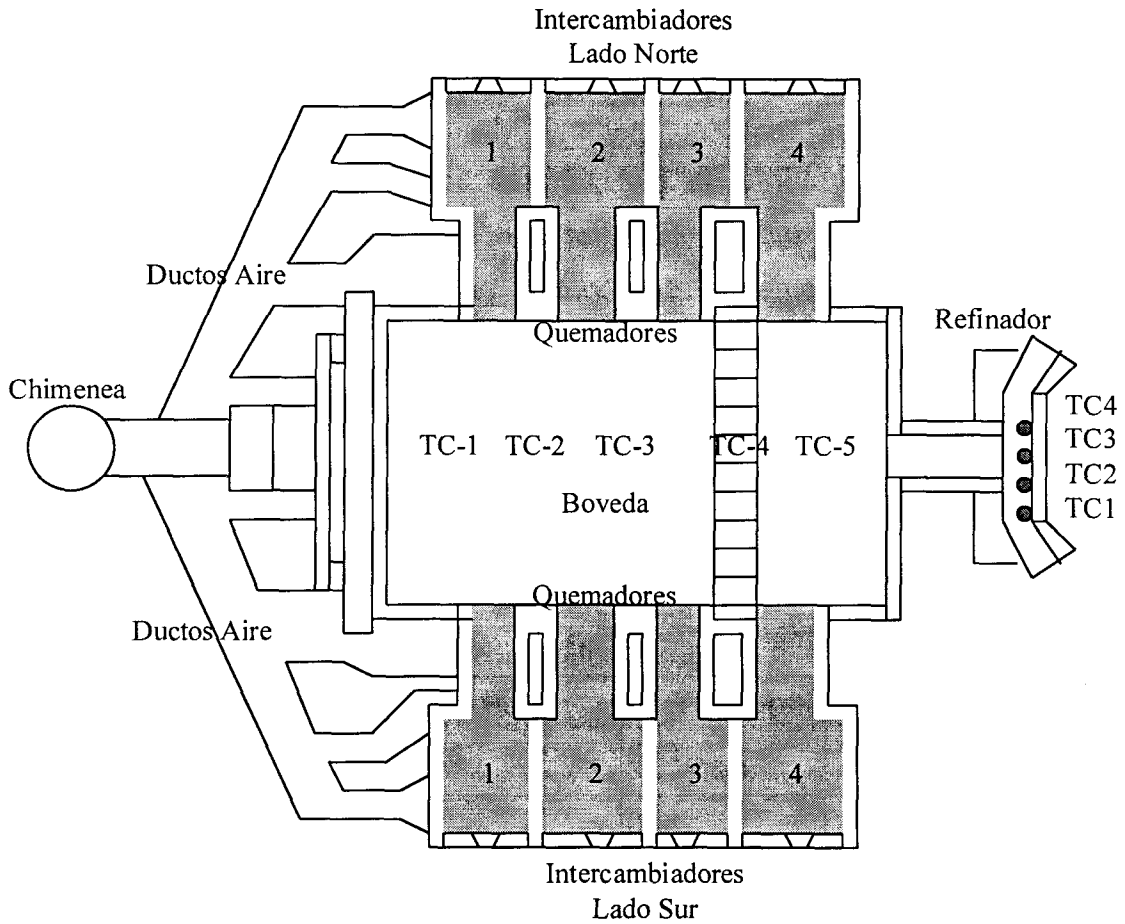 Intercambiadores
Lado Norte
1 2 3 4
Ductos Aire
Quemadores
Refinador
Chimenea
TC4
TC-1 TC-2 TC-3 TC-4 TC-5
TC3
TC2
Boveda
TC1
Quemadores
Ductos Aire
1 2 3 4
Intercambiadores
Lado Sur